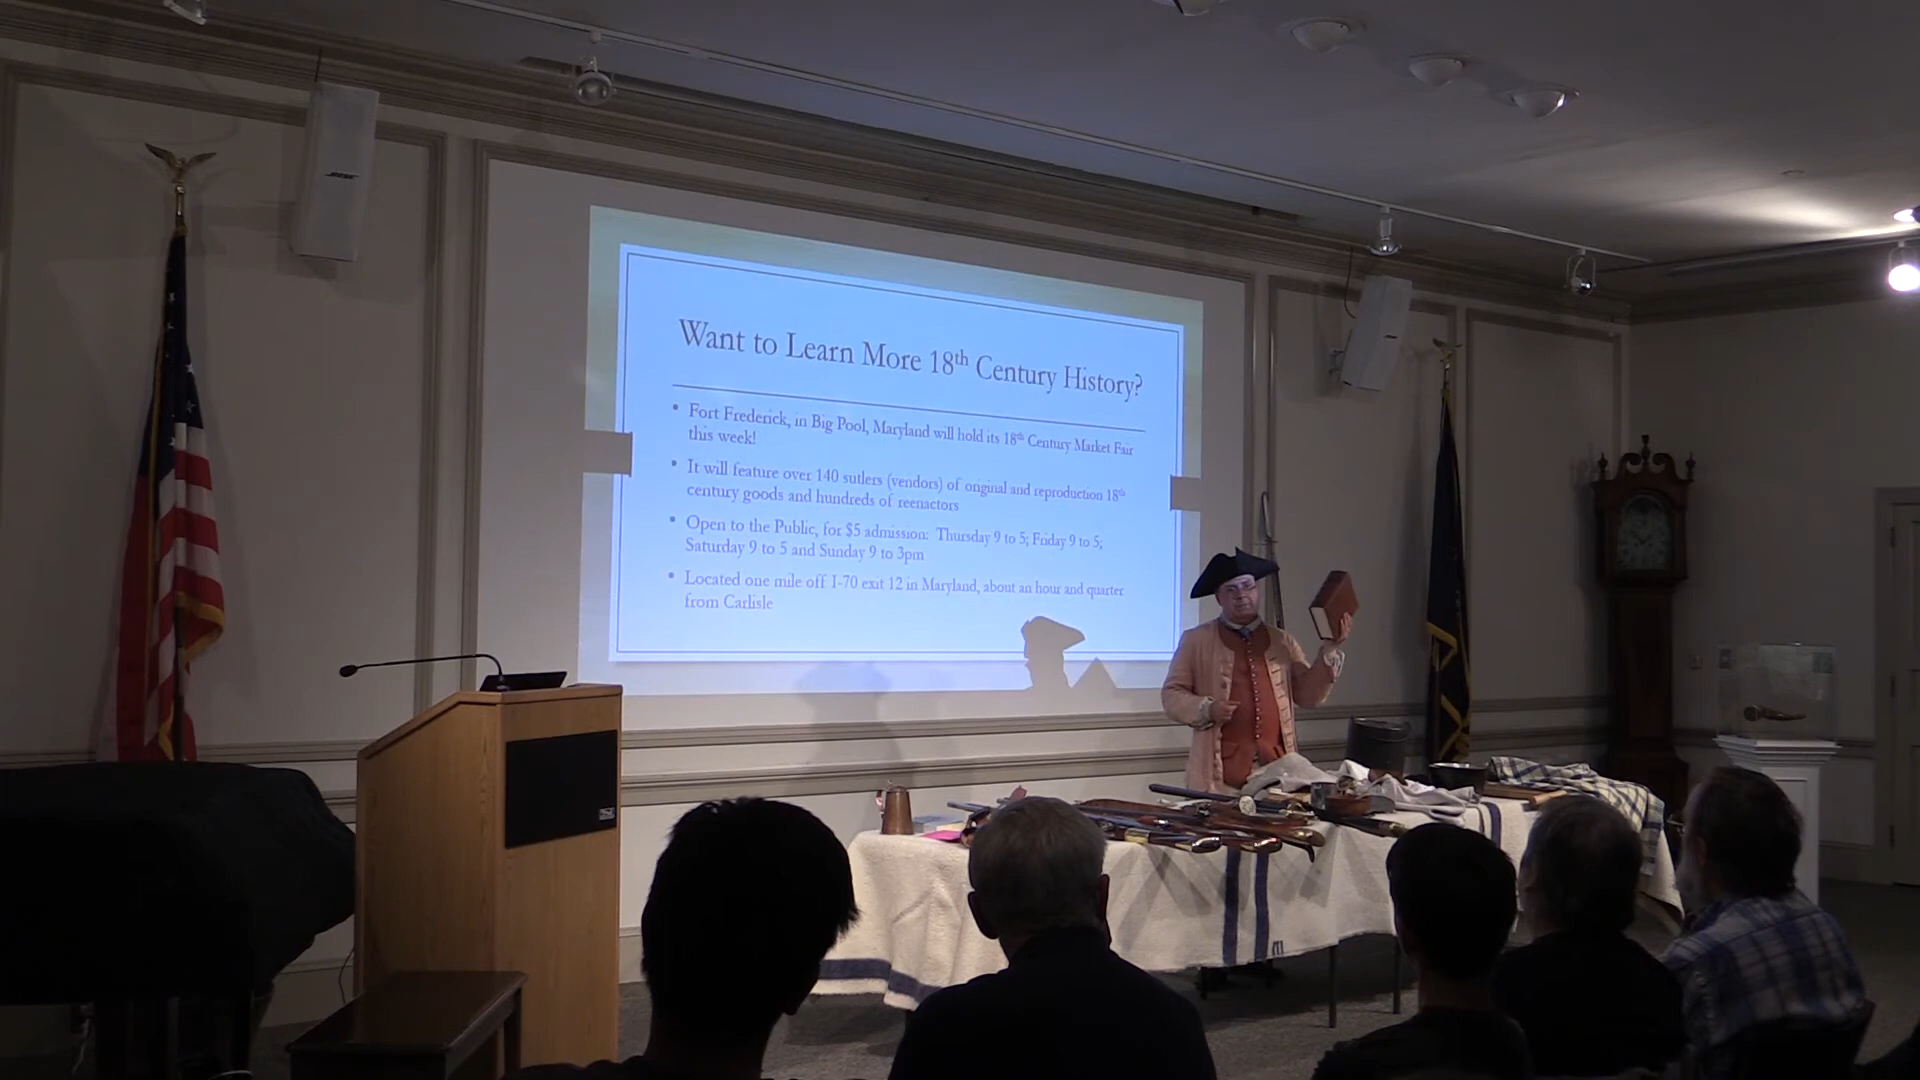 BOSE
Want to Learn More 18th Century History?
• Fort Frederick, in Big Pool, Maryland will hold its 18th Century Market Fair
this week!
• It will feature over 140 sutlers (vendors) of original and reproduction 18th
century goods and hundreds of reenactors
• Open to the Public, for $5 admission: Thursday 9 to 5; Friday 9 to 5;
Saturday 9 to 5 and Sunday 9 to 3pm
• Located one mile off I-70 exit 12 in Maryland, about an hour and quarter
from Carlisle